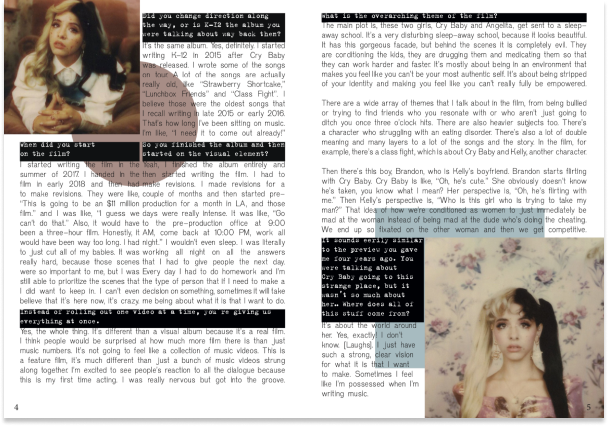 Did you change direction along
the way, or is K-12 the album you
were talking about way back then?
It's the same album. Yes, definitely. I started
writing K-12 in 2015 after Cry Baby
was released. I wrote some of the songs
on tour. A lot of the songs are actually
really old, like "Strawberry Shortcake,"
"Lunchbox Friends" and "Class Fight". I
believe those were the oldest songs that
I recall writing in late 2015 or early 2016.
That's how long I've been sitting on music.
I'm like, "I need it to come out already!"
When did you start
on the film?
I started writing the film in the
summer of 2017. I handed in the
film in early 2018 and then had
to make revisions. They were like,
"This is going to be an $11 million
film." and I was like, "I guess we
can't do that." Also, it would have
been a three-hour film. Honestly, it
would have been way too long. I had
to just cut all of my babies. It was
really hard, because those scenes
were so important to me, but I was
still able to prioritize the scenes that
I did want to keep in. I can't even
believe that it's here now, it's crazy.
So you finished the album and then
started on the visual element?
Yeah, I finished the album entirely and
then started writing the film. I had to
make revisions. I made revisions for a
couple of months and then started pre-
production for a month in LA, and those
days were really intense. It was like, "Go
to the pre-production office at 9:00
AM, come back at 10:00 PM, work all
night." I wouldn't even sleep. I was literally
working all night on all the answers
that I had to give people the next day.
Every day I had to do homework and I'm
the type of person that if I need to make a
decision on something, sometimes it will take
me being about what it is that I want to do.
Instead of rolling out one video at a time, you're giving us
everything at once.
Yes, the whole thing. It's different than a visual album because it's a real film.
I think people would be surprised at how much more film there is than just
music numbers. It's not going to feel like a collection of music videos. This is
a feature film, it's much different than just a bunch of music videos strung
along together. I'm excited to see people's reaction to all the dialogue because
this is my first time acting. I was really nervous but got into the groove.
4
What is the overarching theme of the film?
The main plot is, these two girls, Cry Baby and Angelita, get sent to a sleep-
away school. It's a very disturbing sleep-away school, because it looks beautiful.
It has this gorgeous facade, but behind the scenes it is completely evil. They
are conditioning the kids, they are drugging them and medicating them so that
they can work harder and faster. It's mostly about being in an environment that
makes you feel like you can't be your most authentic self. It's about being stripped
of your identity and making you feel like you can't really fully be empowered.
There are a wide array of themes that I talk about in the film, from being bullied
or trying to find friends who you resonate with or who aren't just going to
ditch you once three o'clock hits. There are also heavier subjects too. There's
a character who struggling with an eating disorder. There's also a lot of double
meaning and many layers to a lot of the songs and the story. In the film, for
example, there's a class fight, which is about Cry Baby and Kelly, another character.
Then there's this boy, Brandon, who is Kelly's boyfriend. Brandon starts flirting
with Cry Baby. Cry Baby is like, "Oh, he's cute." She obviously doesn't know
he's taken, you know what I mean? Her perspective is, "Oh, he's flirting with
me." Then Kelly's perspective is, "Who is this girl who is trying to take my
man?" That idea of how we're conditioned as women to just immediately be
mad at the woman instead of being mad at the dude who's doing the cheating.
We end up so fixated on the other woman and then we get competitive.
It sounds eerily similar
to the preview you gave
me four years ago. You
were talking about
Cry Baby going to this
strange place, but it
wasn't so much about
her. Where does all of
this stuff come from?
It's about the world around
her. Yes, exactly! I don't
know. [Laughs]. I just have
such a strong, clear vision
for what it is that I want
to make. Sometimes I feel
like I'm possessed when I'm
writing music.
5